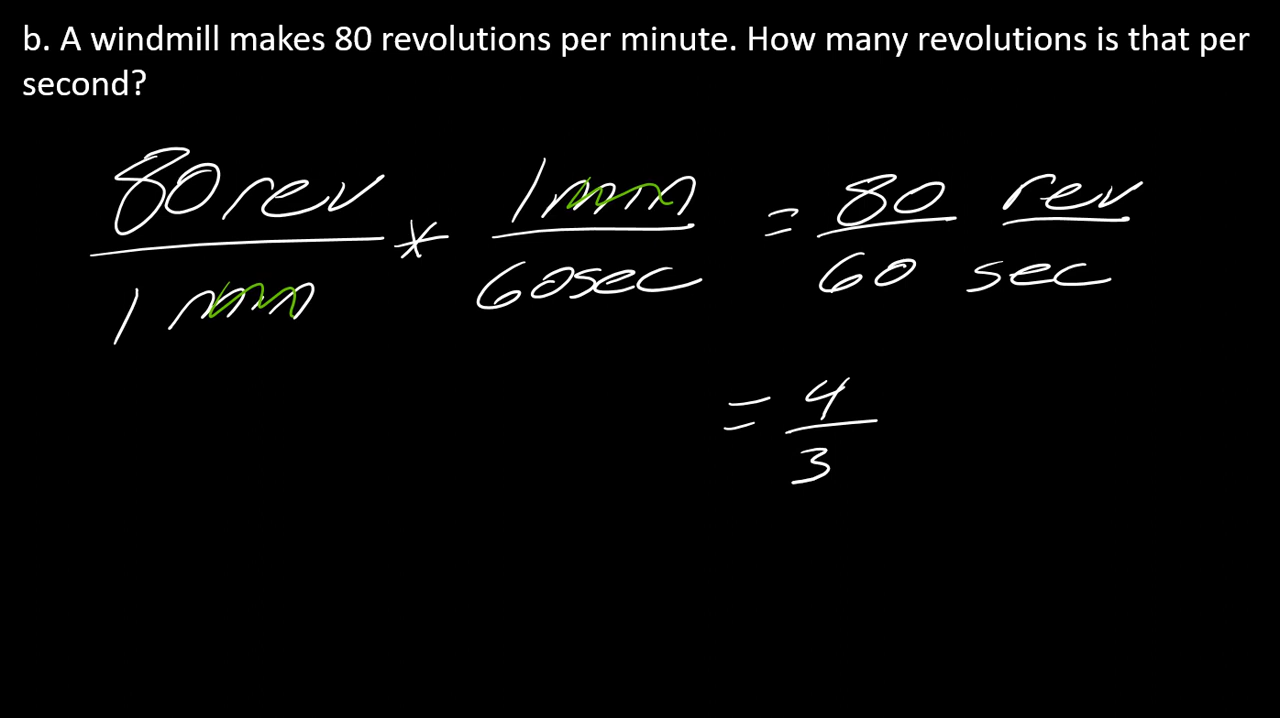 b. A windmill makes 80 revolutions per minute. How many revolutions is that per
second?
80 rev / 1 min * 1 min / 60 sec = 80 / 60 rev / sec
= 4 / 3